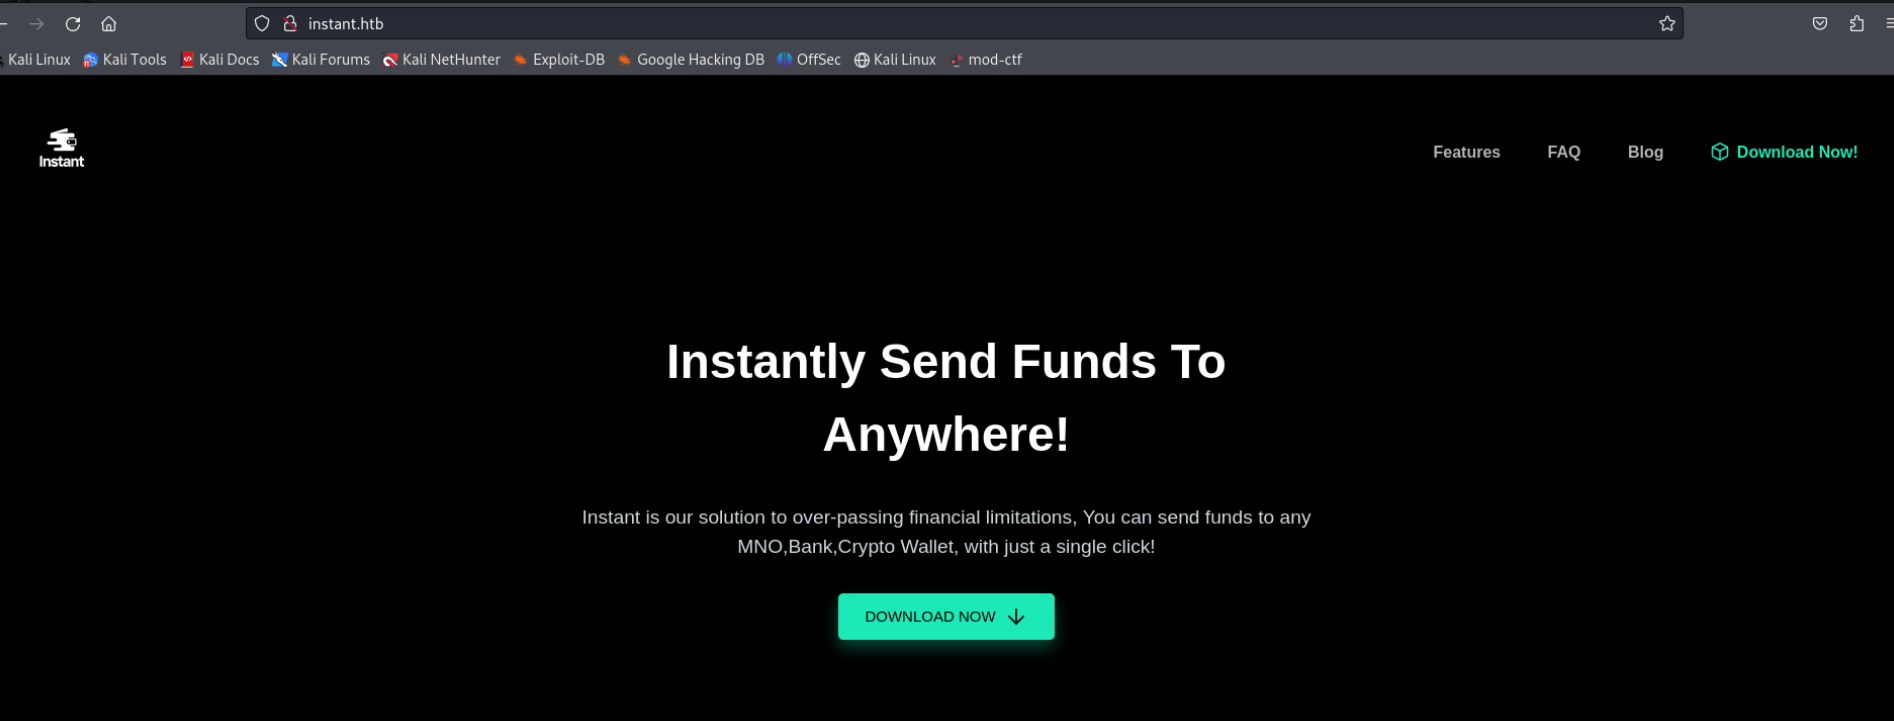 instant.htb
Kali Linux Kali Tools Kali Docs Kali Forums Kali NetHunter Exploit-DB Google Hacking DB OffSec Kali Linux mod-ctf
Instant
Features FAQ Blog Download Now!
Instantly Send Funds To
Anywhere!
Instant is our solution to over-passing financial limitations, You can send funds to any
MNO,Bank,Crypto Wallet, with just a single click!
DOWNLOAD NOW